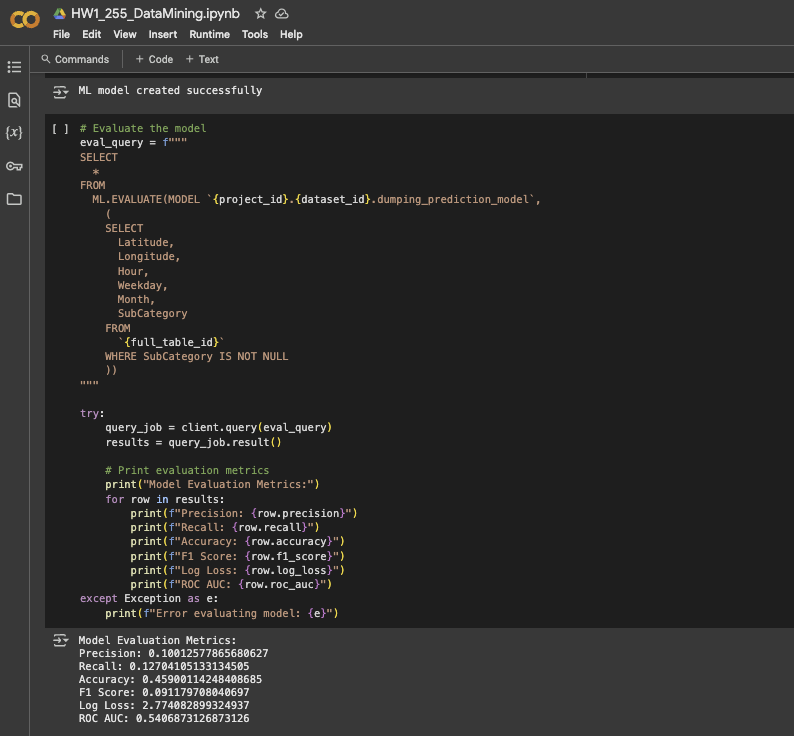 CO HW1_255_DataMining.ipynb
File Edit View Insert Runtime Tools Help
Commands + Code + Text
ML model created successfully
[ ] # Evaluate the model
eval_query = f"""
SELECT
*
FROM
ML.EVALUATE(MODEL `{project_id}.{dataset_id}.dumping_prediction_model`,
(
SELECT
Latitude,
Longitude,
Hour,
Weekday,
Month,
SubCategory
FROM
`{full_table_id}`
WHERE SubCategory IS NOT NULL
))
"""
try:
query_job = client.query(eval_query)
results = query_job.result()
# Print evaluation metrics
print("Model Evaluation Metrics:")
for row in results:
print(f"Precision: {row.precision}")
print(f"Recall: {row.recall}")
print(f"Accuracy: {row.accuracy}")
print(f"F1 Score: {row.f1_score}")
print(f"Log Loss: {row.log_loss}")
print(f"ROC AUC: {row.roc_auc}")
except Exception as e:
print(f"Error evaluating model: {e}")
Model Evaluation Metrics:
Precision: 0.10012577865680627
Recall: 0.12704105133134505
Accuracy: 0.45900114248408685
F1 Score: 0.091179708040697
Log Loss: 2.774082899324937
ROC AUC: 0.5406873126873126
{x}